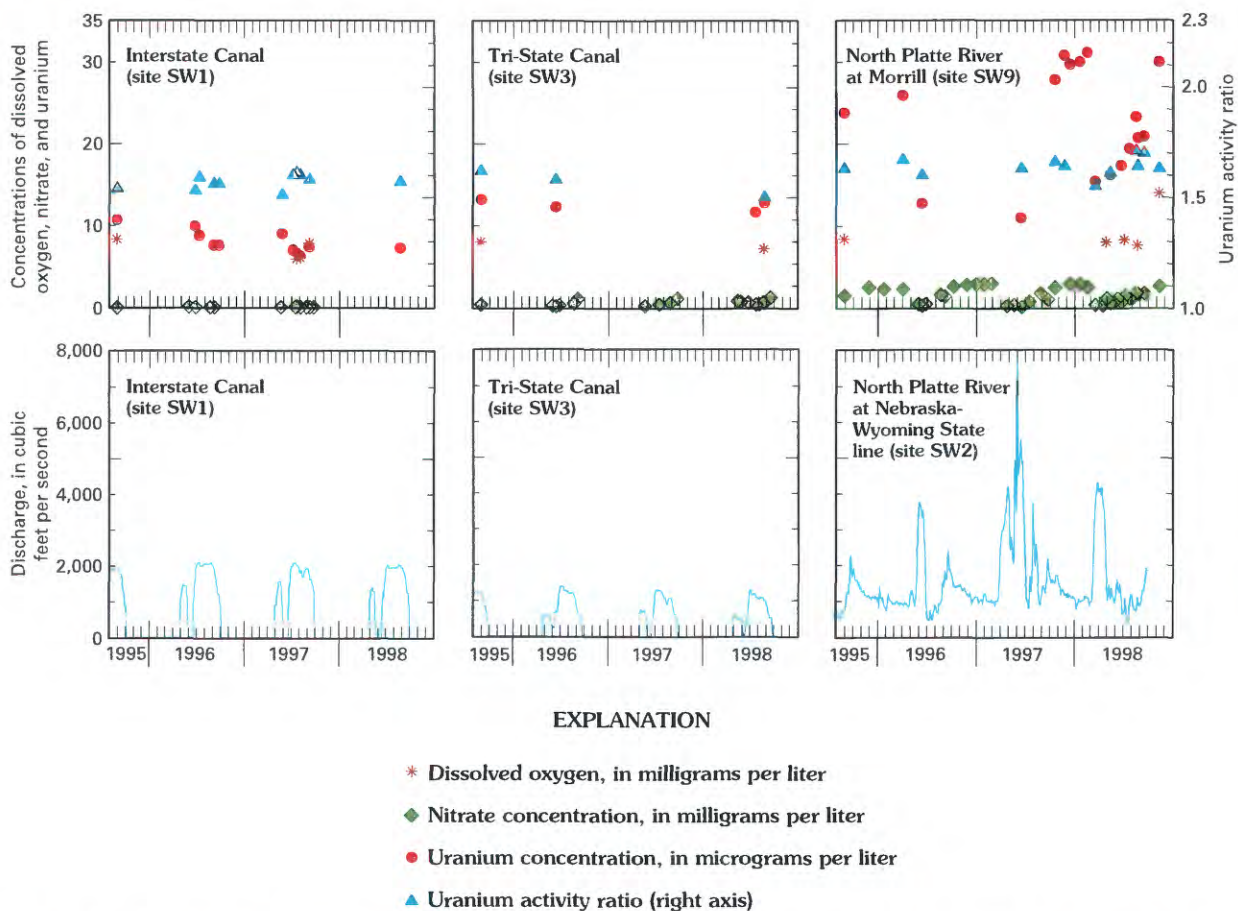 35
30
20
10
0
Concentrations of dissolved
oxygen, nitrate, and uranium
Interstate Canal
(site SW1)
Tri-State Canal
(site SW3)
North Platte River
at Morrill (site SW9)
2.3
2.0
1.5
1.0
Uranium activity ratio
8,000
6,000
4,000
2,000
0
Discharge, in cubic
feet per second
Interstate Canal
(site SW1)
Tri-State Canal
(site SW3)
North Platte River
at Nebraska-
Wyoming State
line (site SW2)
1995 1996 1997 1998
1995 1996 1997 1998
1995 1996 1997 1998
EXPLANATION
Dissolved oxygen, in milligrams per liter
Nitrate concentration, in milligrams per liter
Uranium concentration, in micrograms per liter
Uranium activity ratio (right axis)